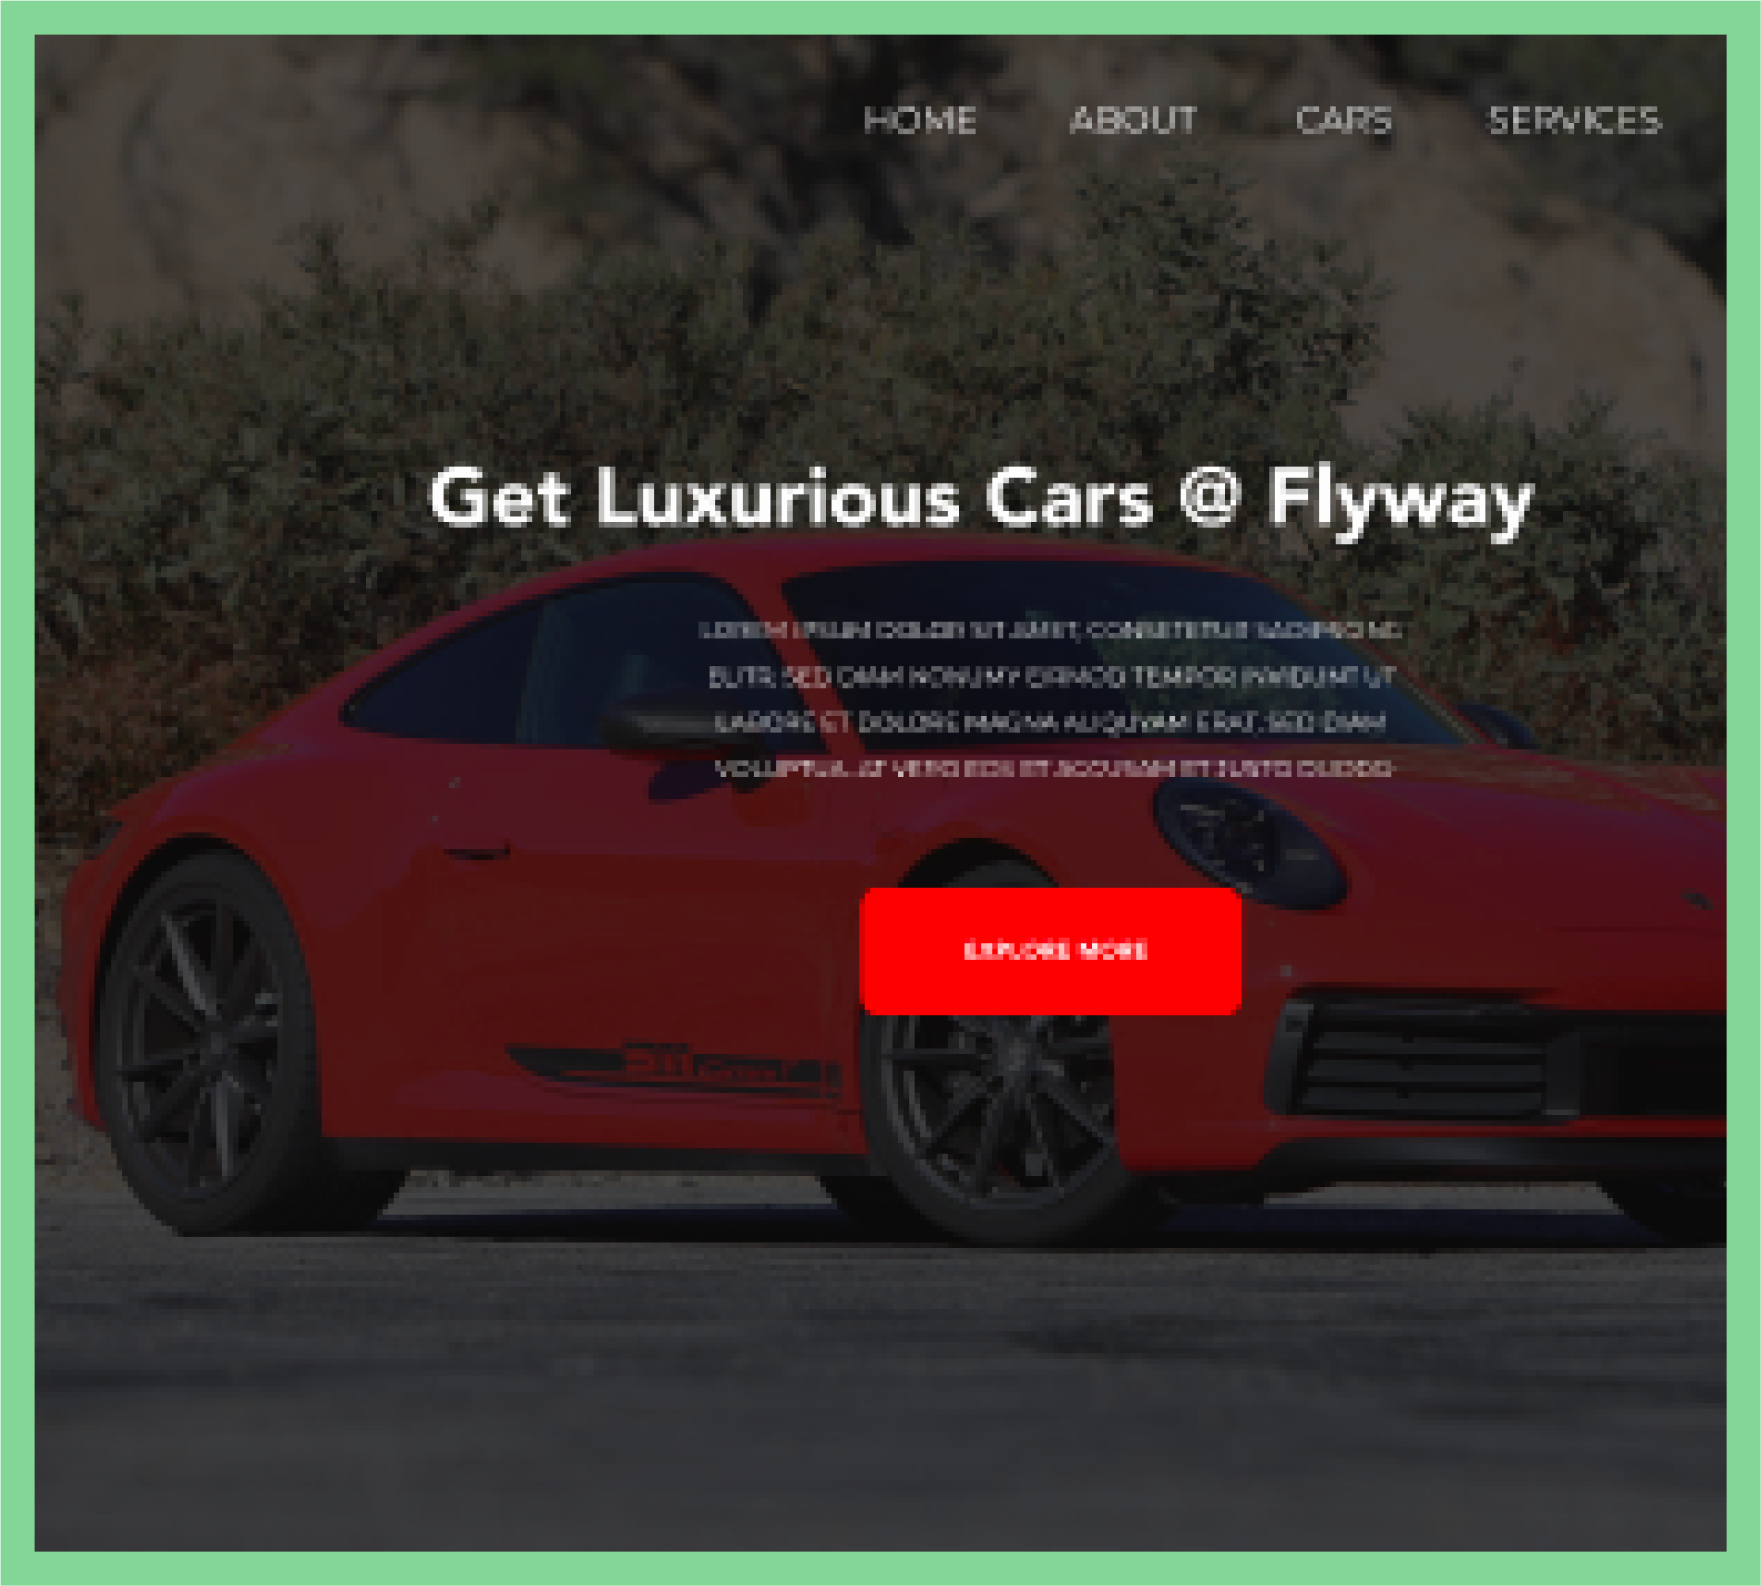 HOME ABOUT CARS SERVICES
Get Luxurious Cars @ Flyway
LOREM IPSUM DOLOR SIT AMET, CONSETETUR SADIPSCING
ELITR, SED DIAM NONUMY EIRMOD TEMPOR INVIDUNT UT
LABORE ET DOLORE MAGNA ALIQUYAM ERAT, SED DIAM
VOLUPTUA. AT VERO EOS ET ACCUSAM ET JUSTO DUO DO
EXPLORE MORE
911